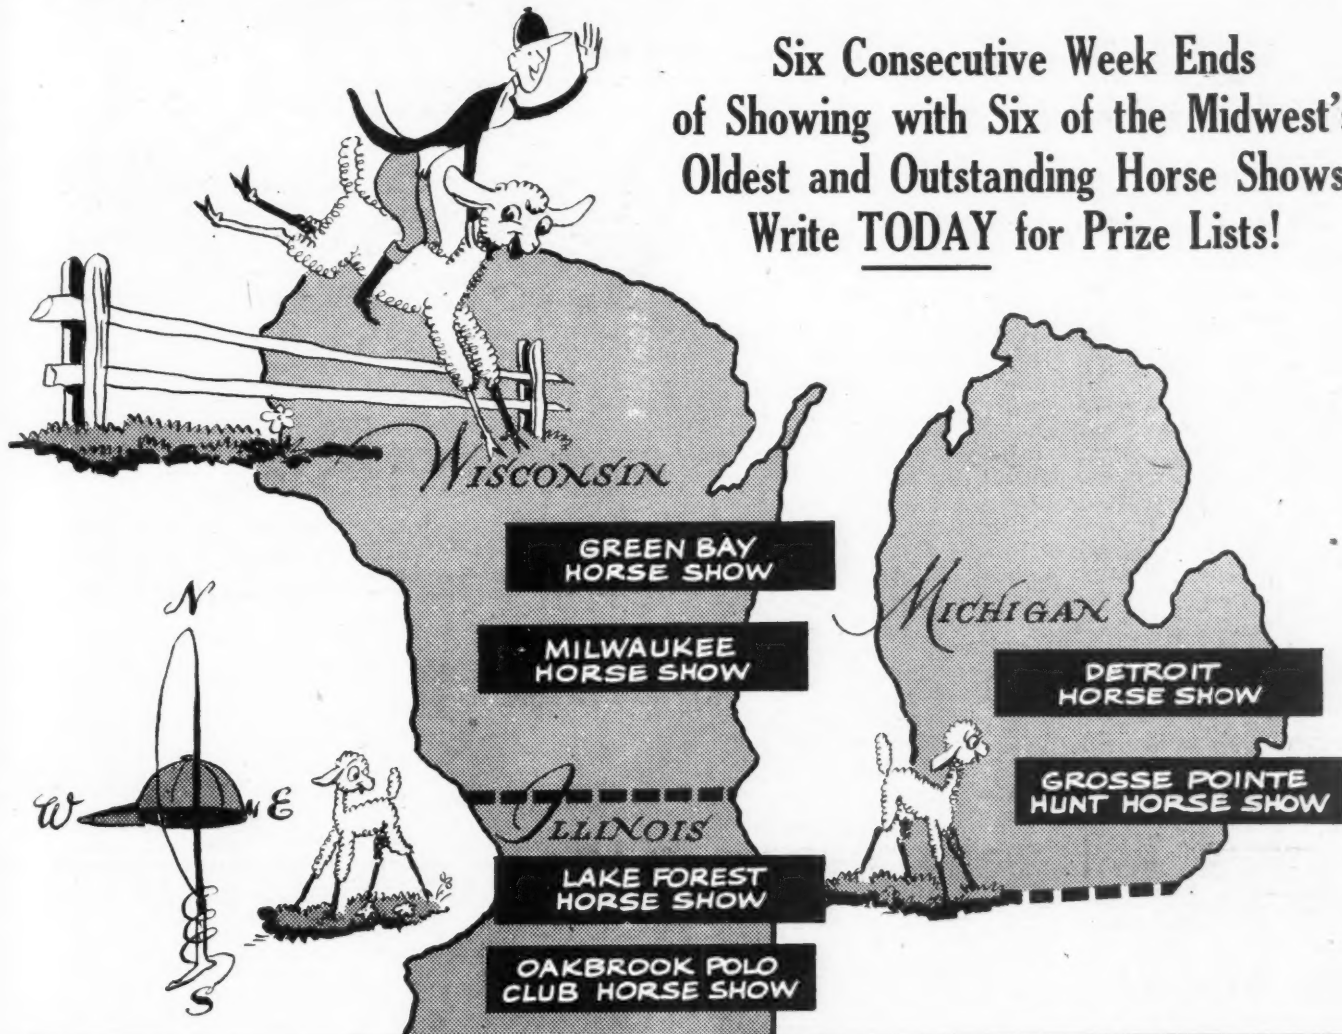 Six Consecutive Week Ends
of Showing with Six of the Midwest's
Oldest and Outstanding Horse Shows
Write TODAY for Prize Lists!
WISCONSIN
GREEN BAY
HORSE SHOW
MILWAUKEE
HORSE SHOW
MICHIGAN
DETROIT
HORSE SHOW
GROSSE POINTE
HUNT HORSE SHOW
N
W
E
S
ILLINOIS
LAKE FOREST
HORSE SHOW
OAKBROOK POLO
CLUB HORSE SHOW